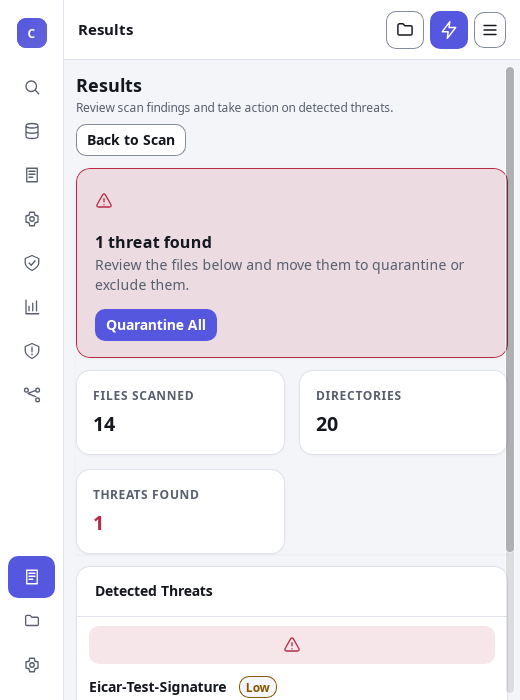 C
Results
Results
Review scan findings and take action on detected threats.
Back to Scan
1 threat found
Review the files below and move them to quarantine or
exclude them.
Quarantine All
FILES SCANNED
14
DIRECTORIES
20
THREATS FOUND
1
Detected Threats
Eicar-Test-Signature
Low